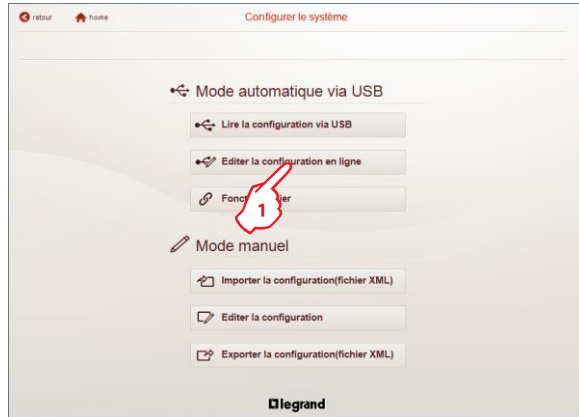 retour home Configurer le système
Mode automatique via USB
Lire la configuration via USB
Editer la configuration en ligne
1
Mode manuel
Importer la configuration(fichier XML)
Editer la configuration
Exporter la configuration(fichier XML)
legrand